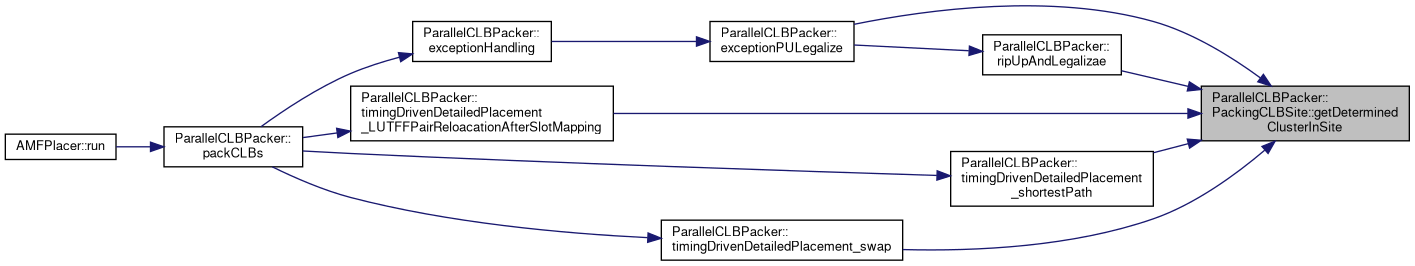 ParallelCLBPacker::
exceptionHandling
ParallelCLBPacker::
exceptionPULegalize
ParallelCLBPacker::
ripUpAndLegalizae
ParallelCLBPacker::
PackingCLBSite::getDetermined
ClusterInSite
ParallelCLBPacker::
timingDrivenDetailedPlacement
_LUTFFPairReloacationAfterSlotMapping
AMFPlacer::run
ParallelCLBPacker::
packCLBs
ParallelCLBPacker::
timingDrivenDetailedPlacement
_shortestPath
ParallelCLBPacker::
timingDrivenDetailedPlacement_swap